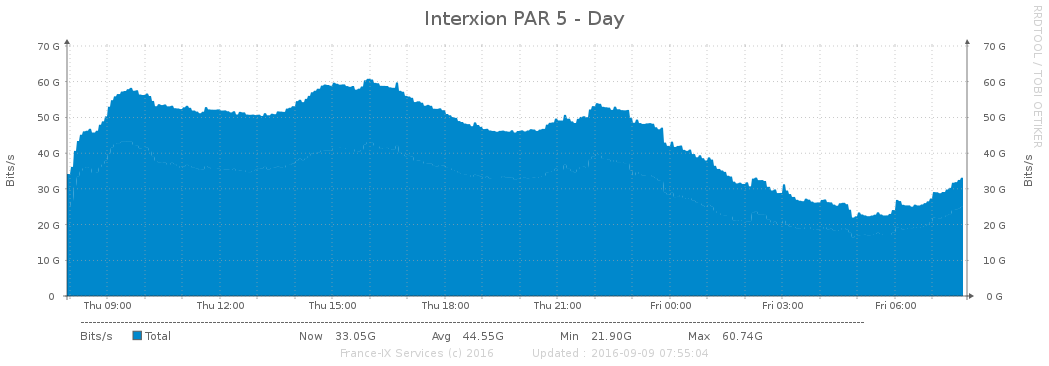 Interxion PAR 5 - Day
RRDTOOL / TOBI OETIKER
70 G 70 G
60 G 60 G
50 G 50 G
40 G 40 G
30 G 30 G
20 G 20 G
10 G 10 G
0 0 G
Bits/s
Bits/s
Thu 09:00 Thu 12:00 Thu 15:00 Thu 18:00 Thu 21:00 Fri 00:00 Fri 03:00 Fri 06:00
Bits/s Total Now 33.05G Avg 44.55G Min 21.90G Max 60.74G
France-IX Services (c) 2016 Updated : 2016-09-09 07:55:04